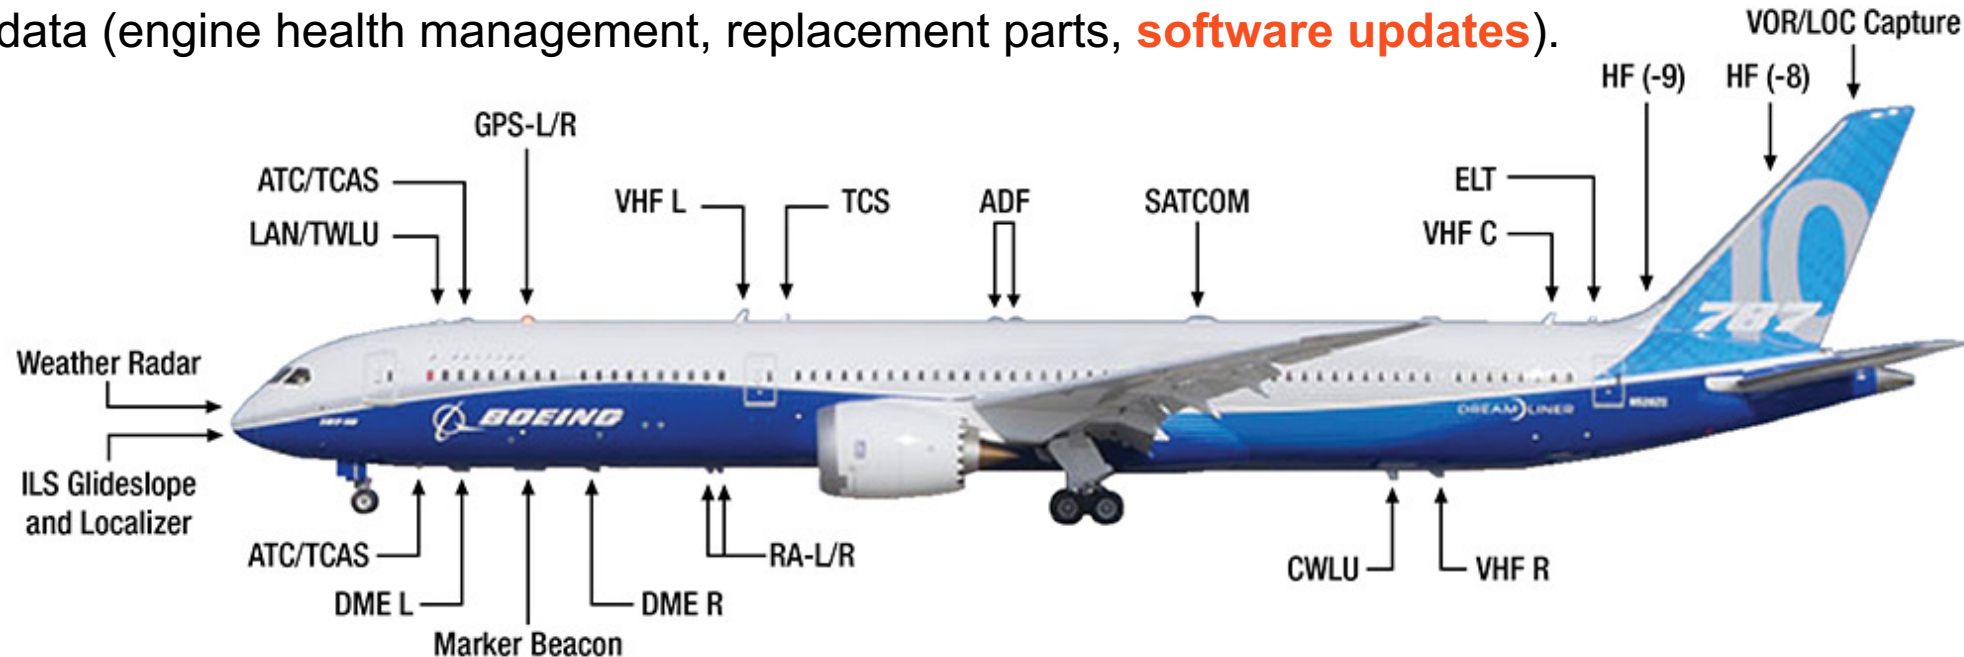 data (engine health management, replacement parts, software updates).
VOR/LOC Capture
HF (-9)
HF (-8)
GPS-L/R
ATC/TCAS
VHF L
TCS
ADF
SATCOM
ELT
LAN/TWLU
VHF C
10
787
Weather Radar
BOEING
DREAMLINER
ILS Glideslope
and Localizer
ATC/TCAS
RA-L/R
CWLU
VHF R
DME L
DME R
Marker Beacon